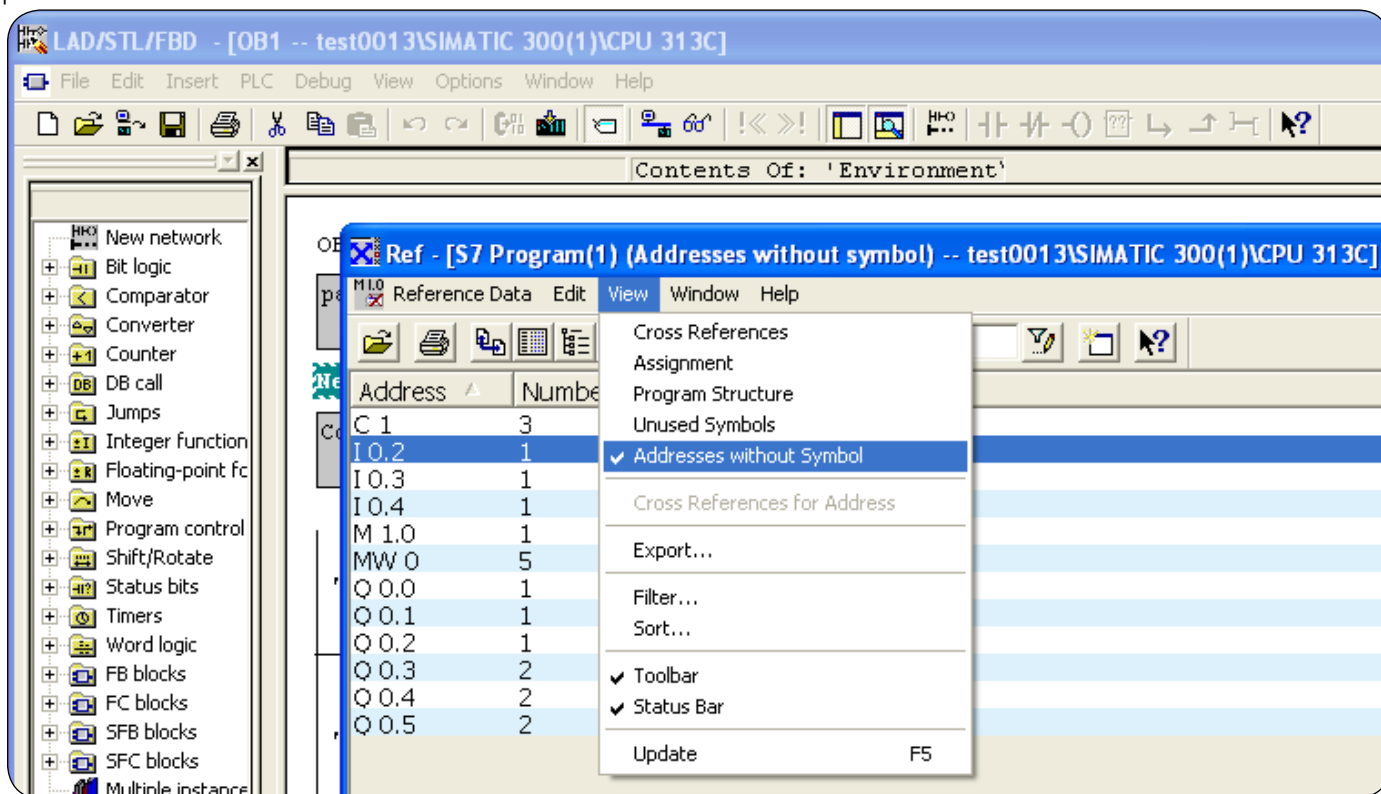 LAD/STL/FBD - [OB1 -- test0013\SIMATIC 300(1)\CPU 313C]
File Edit Insert PLC Debug View Options Window Help
Contents Of: 'Environment'
New network
Bit logic
Comparator
Converter
Counter
DB call
Jumps
Integer function
Floating-point fc
Move
Program control
Shift/Rotate
Status bits
Timers
Word logic
FB blocks
FC blocks
SFB blocks
SFC blocks
Multiple instance
Ref - [S7 Program(1) (Addresses without symbol) -- test0013\SIMATIC 300(1)\CPU 313C]
Reference Data Edit View Window Help
Address Numbe
C 1 3
I 0.2 1
I 0.3 1
I 0.4 1
M 1.0 1
MW 0 5
Q 0.0 1
Q 0.1 1
Q 0.2 1
Q 0.3 2
Q 0.4 2
Q 0.5 2
Cross References
Assignment
Program Structure
Unused Symbols
Addresses without Symbol
Cross References for Address
Export...
Filter...
Sort...
Toolbar
Status Bar
Update F5